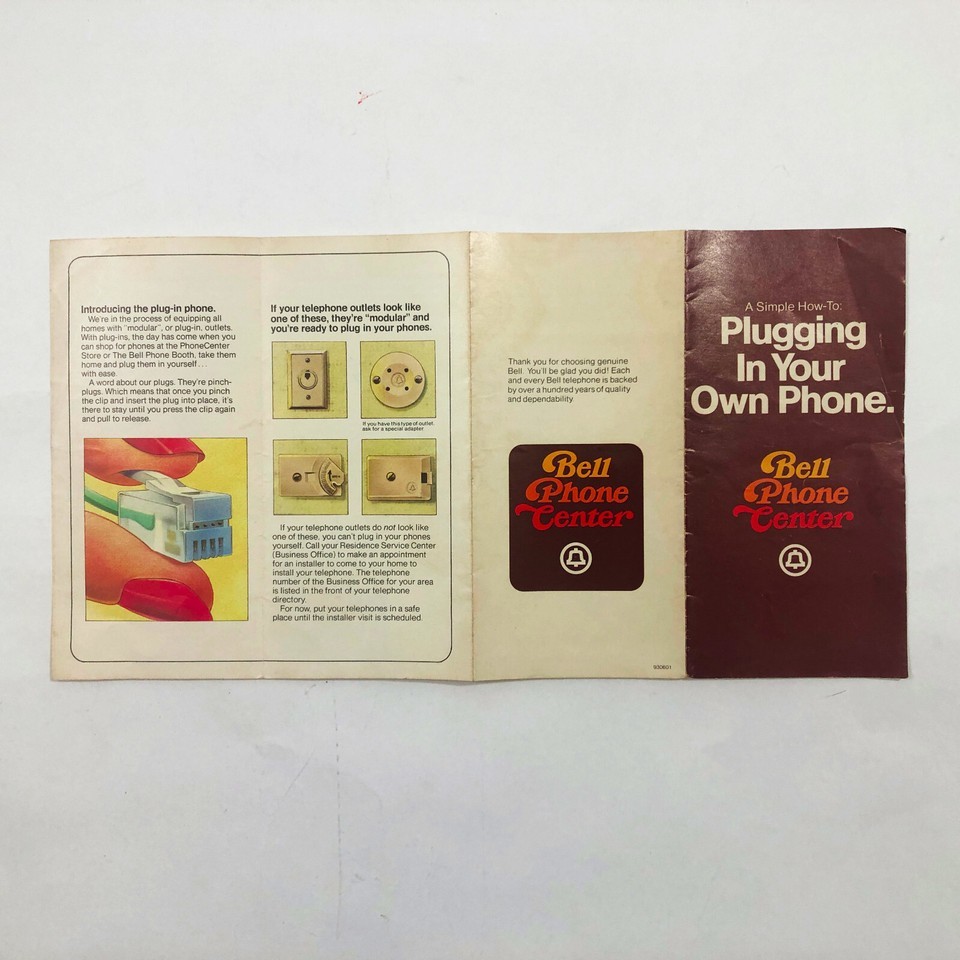 Introducing the plug-in phone.
We're in the process of equipping all
homes with "modular", or plug-in, outlets.
With plug-ins, the day has come when you
can shop for phones at the PhoneCenter
Store or The Bell Phone Booth, take them
home and plug them in yourself...
with ease.
A word about our plugs. They're pinch-
plugs. Which means that once you pinch
the clip and insert the plug into place, it's
there to stay until you press the clip again
and pull to release.
If your telephone outlets look like
one of these, they're "modular" and
you're ready to plug in your phones.
If you have this type of outlet,
ask for a special adapter
If your telephone outlets do not look like
one of these, you can't plug in your phones
yourself. Call your Residence Service Center
(Business Office) to make an appointment
for an installer to come to your home to
install your telephone. The telephone
number of the Business Office for your area
is listed in the front of your telephone
directory.
For now, put your telephones in a safe
place until the installer visit is scheduled.
Thank you for choosing genuine
Bell. You'll be glad you did! Each
and every Bell telephone is backed
by over a hundred years of quality
and dependability.
Bell
Phone
Center
930601
A Simple How-To:
Plugging
In Your
Own Phone.
Bell
Phone
Center